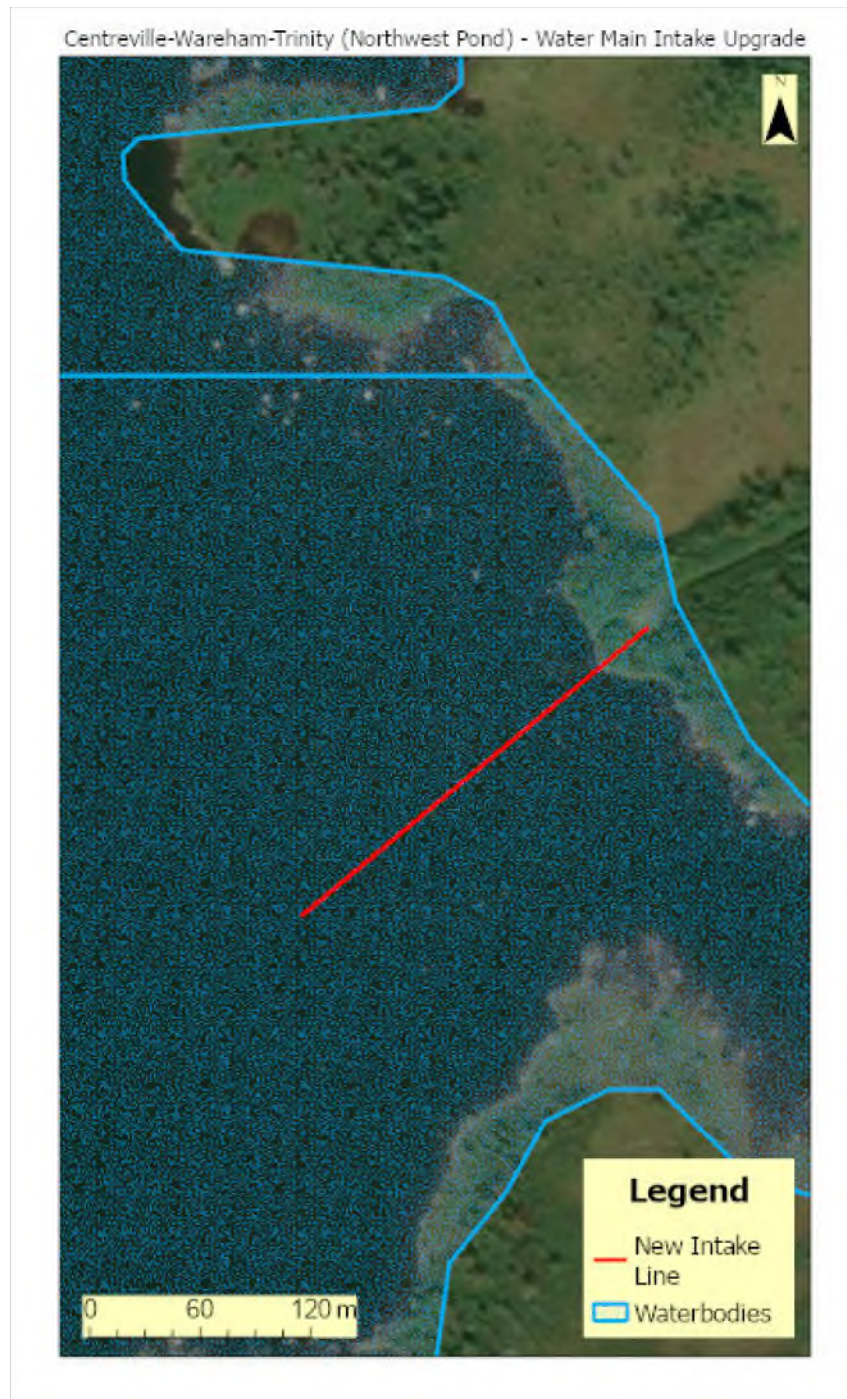 Centreville-Wareham-Trinity (Northwest Pond) - Water Main Intake Upgrade
N
Legend
New Intake
Line
Waterbodies
0 60 120 m